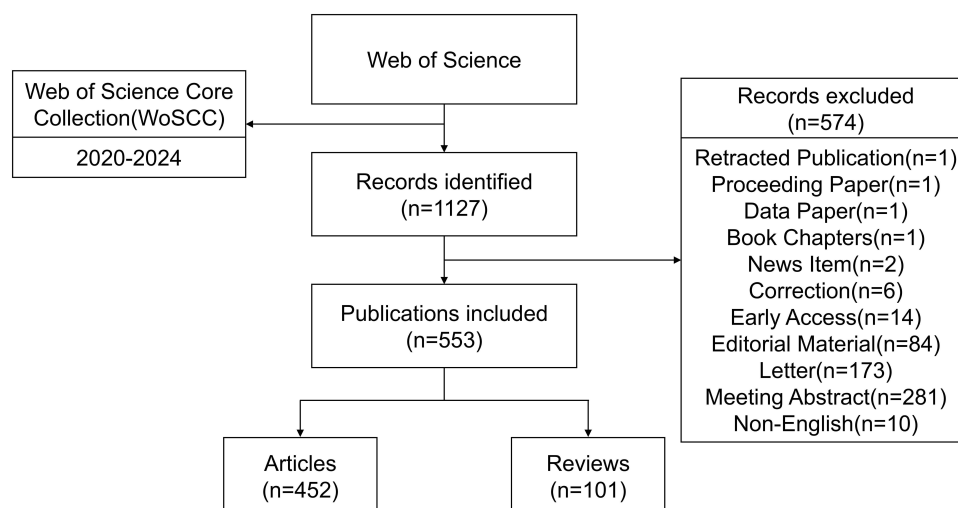 Web of Science
Web of Science Core
Collection(WoSCC)
2020-2024
Records identified
(n=1127)
Records excluded
(n=574)
Retracted Publication(n=1)
Proceeding Paper(n=1)
Data Paper(n=1)
Book Chapters(n=1)
News Item(n=2)
Correction(n=6)
Early Access(n=14)
Editorial Material(n=84)
Letter(n=173)
Meeting Abstract(n=281)
Non-English(n=10)
Publications included
(n=553)
Articles
(n=452)
Reviews
(n=101)